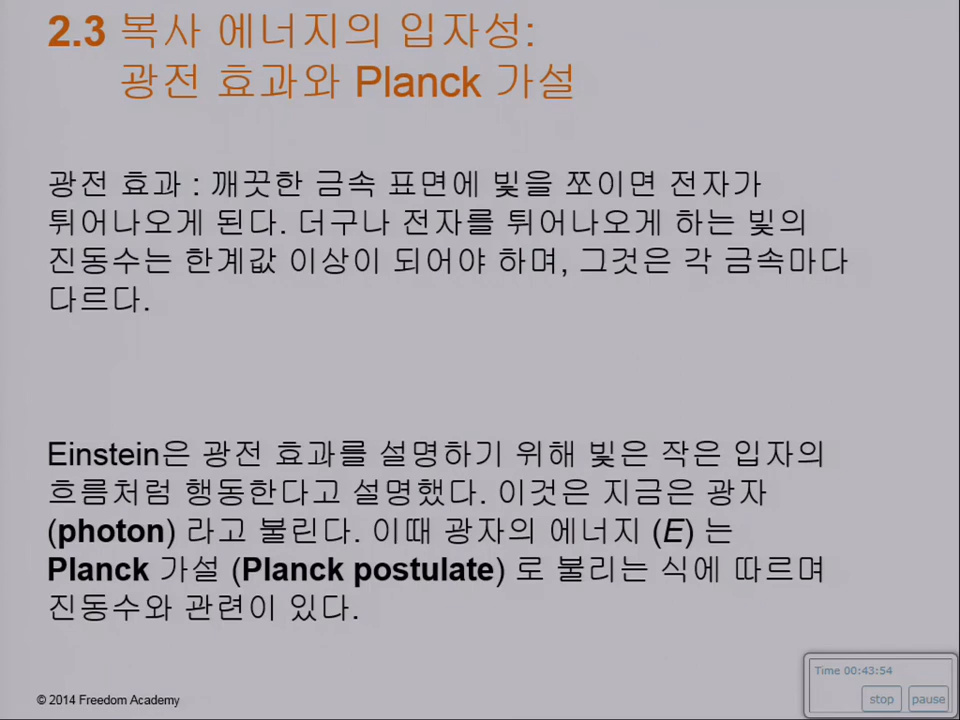 2.3 복사 에너지의 입자성:
광전 효과와 Planck 가설
광전 효과 : 깨끗한 금속 표면에 빛을 쪼이면 전자가
튀어나오게 된다. 더구나 전자를 튀어나오게 하는 빛의
진동수는 한계값 이상이 되어야 하며, 그것은 각 금속마다
다르다.
Einstein은 광전 효과를 설명하기 위해 빛은 작은 입자의
흐름처럼 행동한다고 설명했다. 이것은 지금은 광자
(photon) 라고 불린다. 이때 광자의 에너지 (E) 는
Planck 가설 (Planck postulate) 로 불리는 식에 따르며
진동수와 관련이 있다.
© 2014 Freedom Academy
Time 00:43:54
stop pause